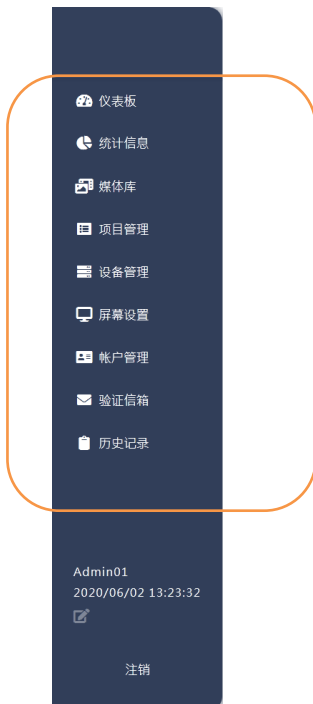 仪表板
统计信息
媒体库
项目管理
设备管理
屏幕设置
帐户管理
验证信箱
历史记录
Admin01
2020/06/02 13:23:32
注销